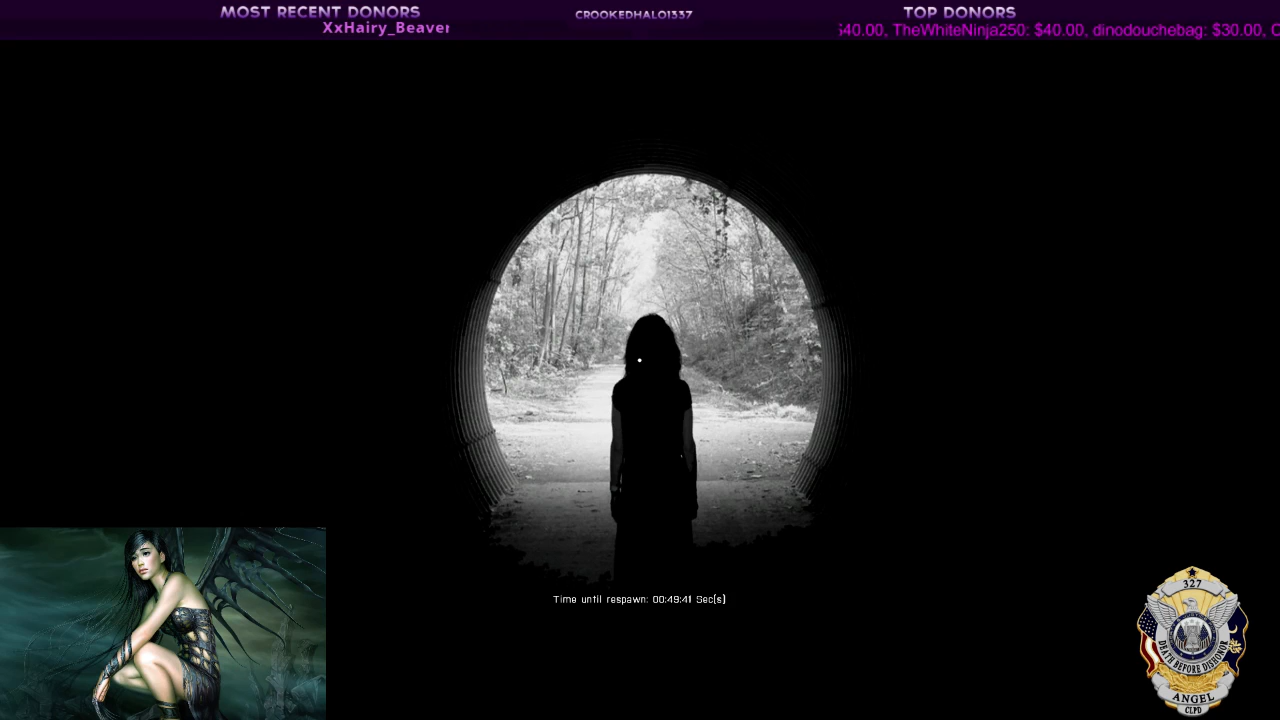 MOST RECENT DONORS
CROOKEDHALO1337
TOP DONORS
XxHairy_Beaver
$40.00, TheWhiteNinja250: $40.00, dinodouchebag: $30.00,
Time until respawn: 00:49:41 Sec(s)
327
DEATH BEFORE DISHONOR
ANGEL
CLPD